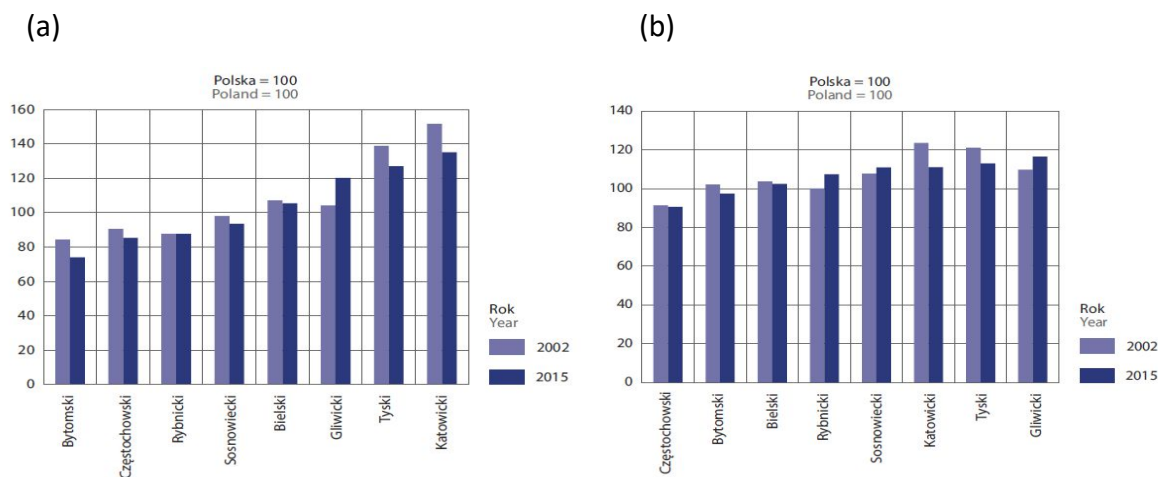 (a)
Polska = 100
Poland = 100
160
140
120
100
80
60
40
20
0
Bytomski
Częstochowski
Rybnicki
Sosnowiecki
Bielski
Gliwicki
Tyski
Katowicki
Rok
Year
2002
2015
(b)
Polska = 100
Poland = 100
140
120
100
80
60
40
20
0
Częstochowski
Bytomski
Bielski
Rybnicki
Sosnowiecki
Katowicki
Tyski
Gliwicki
Rok
Year
2002
2015